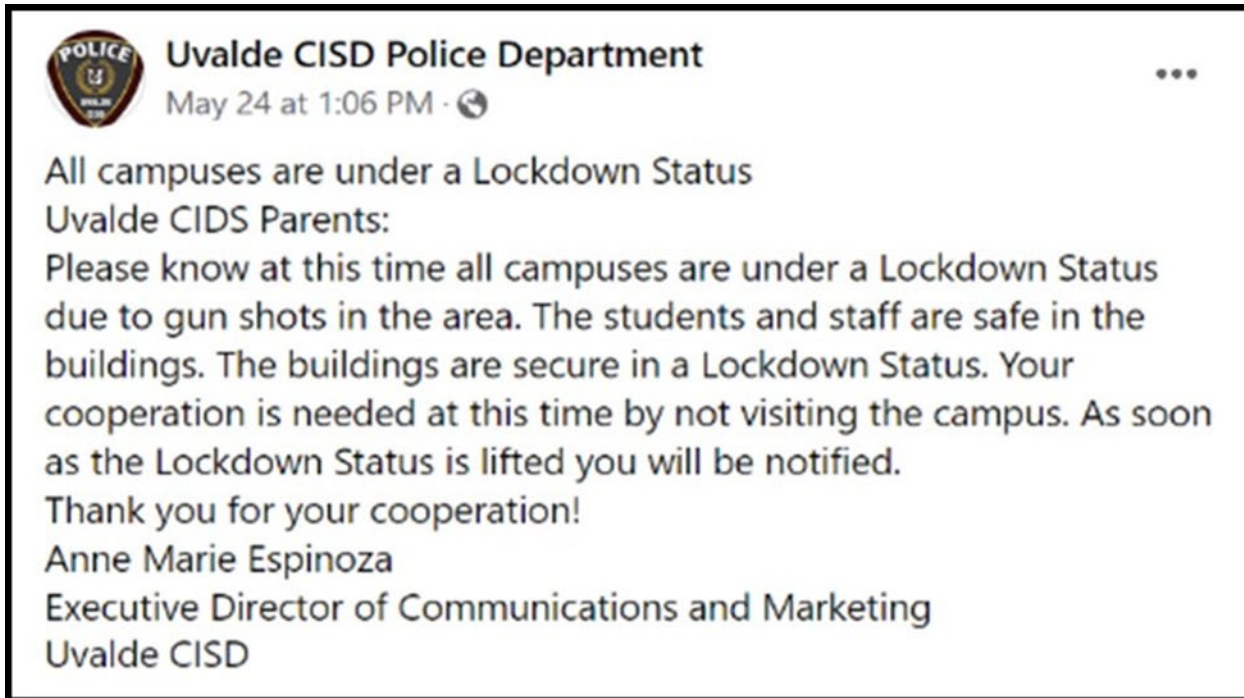 POLICE
Uvalde CISD Police Department
May 24 at 1:06 PM ·
All campuses are under a Lockdown Status
Uvalde CIDS Parents:
Please know at this time all campuses are under a Lockdown Status
due to gun shots in the area. The students and staff are safe in the
buildings. The buildings are secure in a Lockdown Status. Your
cooperation is needed at this time by not visiting the campus. As soon
as the Lockdown Status is lifted you will be notified.
Thank you for your cooperation!
Anne Marie Espinoza
Executive Director of Communications and Marketing
Uvalde CISD